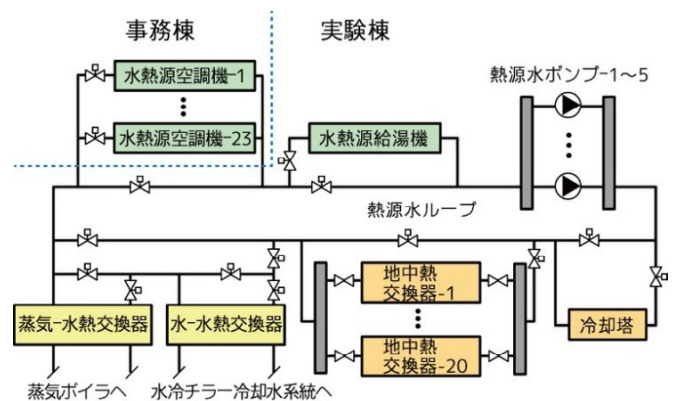 事務棟
実験棟
水熱源空調機-1
熱源水ポンプ-1～5
水熱源空調機-23
水熱源給湯機
熱源水ループ
地中熱
交換器-1
蒸気-水熱交換器
水-水熱交換器
冷却塔
地中熱
交換器-20
蒸気ボイラへ
水冷チラー冷却水系統へ